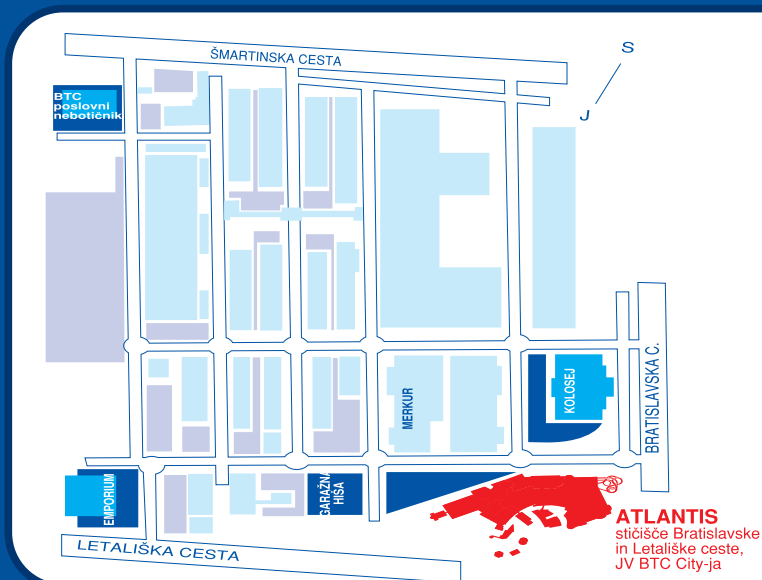 ŠMARTINSKA CESTA
S
J
BTC
poslovni
nebotičnik
MERKUR
KOLOSEJ
BRATISLAVSKA C.
EMPORIUM
GARAŽNA
HIŠA
LETALIŠKA CESTA
ATLANTIS
stičišče Bratislavske
in Letališke ceste,
JV BTC City-ja